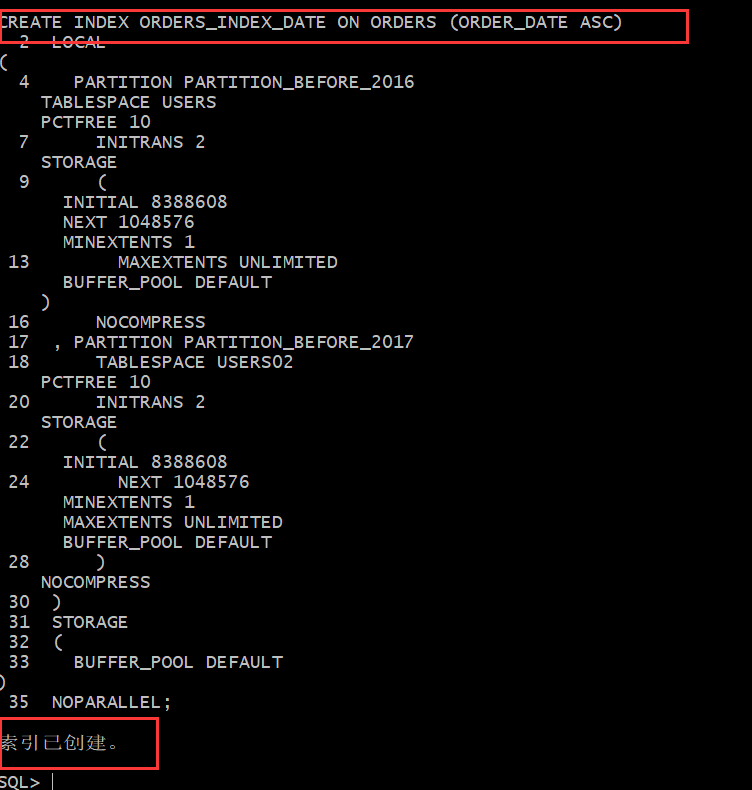 CREATE INDEX ORDERS_INDEX_DATE ON ORDERS (ORDER_DATE ASC)
  2  LOCAL
(
  4    PARTITION PARTITION_BEFORE_2016
    TABLESPACE USERS
    PCTFREE 10
  7      INITRANS 2
    STORAGE
  9      (
      INITIAL 8388608
      NEXT 1048576
      MINEXTENTS 1
 13        MAXEXTENTS UNLIMITED
      BUFFER_POOL DEFAULT
    )
 16      NOCOMPRESS
 17  , PARTITION PARTITION_BEFORE_2017
 18      TABLESPACE USERS02
    PCTFREE 10
 20      INITRANS 2
    STORAGE
 22      (
      INITIAL 8388608
 24        NEXT 1048576
      MINEXTENTS 1
      MAXEXTENTS UNLIMITED
      BUFFER_POOL DEFAULT
 28      )
    NOCOMPRESS
 30  )
 31  STORAGE
 32  (
 33    BUFFER_POOL DEFAULT
)
 35  NOPARALLEL;
索引已创建。
SQL>